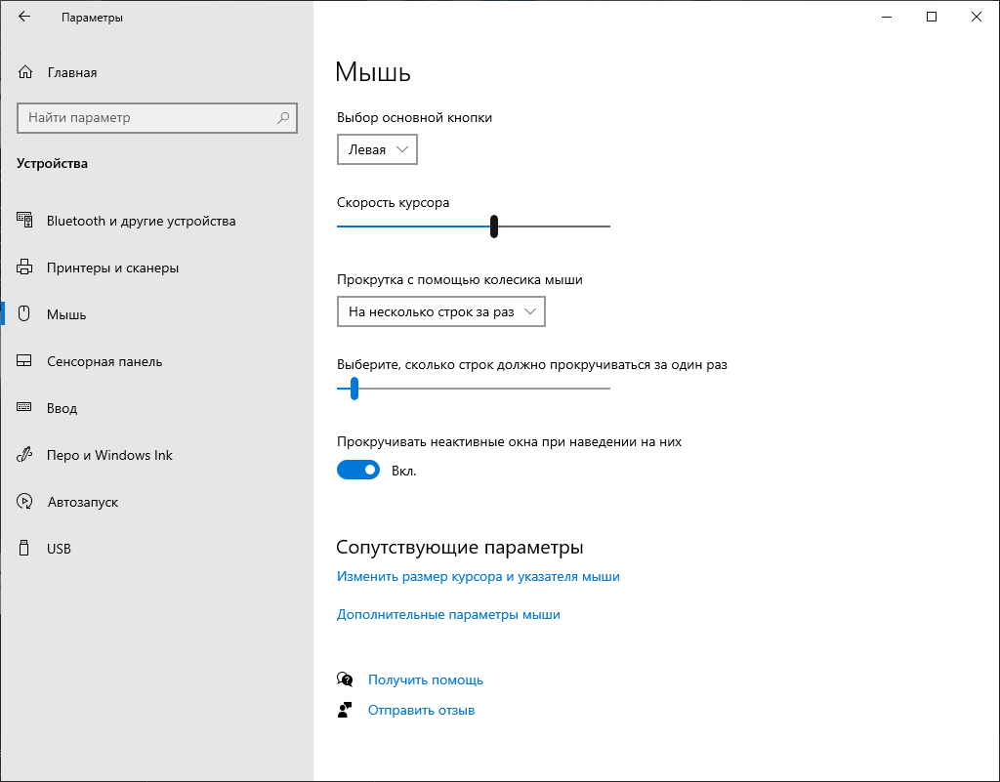 Параметры
Главная
Найти параметр
Устройства
Bluetooth и другие устройства
Принтеры и сканеры
Мышь
Сенсорная панель
Ввод
Перо и Windows Ink
Автозапуск
USB
Мышь
Выбор основной кнопки
Левая
Скорость курсора
Прокрутка с помощью колесика мыши
На несколько строк за раз
Выберите, сколько строк должно прокручиваться за один раз
Прокручивать неактивные окна при наведении на них
Вкл.
Сопутствующие параметры
Изменить размер курсора и указателя мыши
Дополнительные параметры мыши
Получить помощь
Отправить отзыв